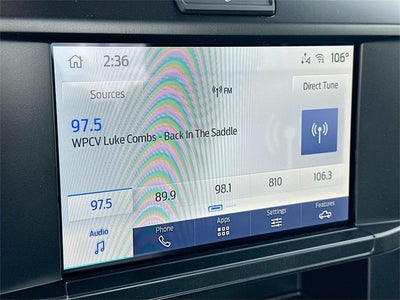 2:36
106°
Sources
FM
Direct Tune
97.5
WPCV Luke Combs - Back In The Saddle
97.5
89.9
98.1
810
106.3
Audio
Phone
Apps
Settings
Features